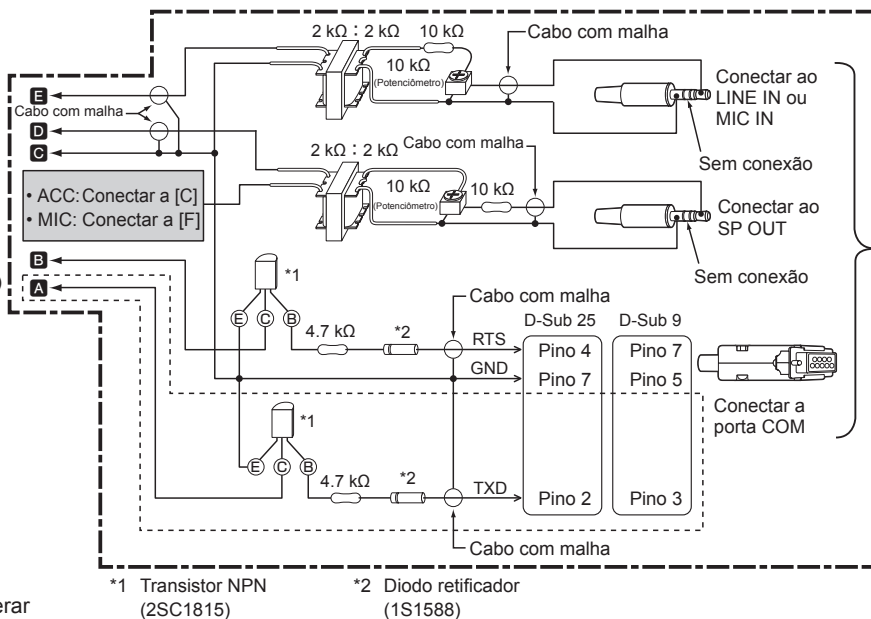 2 kΩ : 2 kΩ 10 kΩ
Cabo com malha
10 kΩ
(Potenciômetro)
Conectar ao
LINE IN ou
MIC IN
Sem conexão
E
Cabo com malha
D
C
• ACC: Conectar a [C]
• MIC: Conectar a [F]
2 kΩ : 2 kΩ
Cabo com malha
10 kΩ
(Potenciômetro)
10 kΩ
Conectar ao
SP OUT
Sem conexão
B
A
*1
E C B
4.7 kΩ
*2
Cabo com malha
RTS
GND
D-Sub 25 D-Sub 9
Pino 4 Pino 7
Pino 7 Pino 5
Conectar a
porta COM
*1
E C B
4.7 kΩ
*2
TXD
Pino 2 Pino 3
Cabo com malha
*1 Transistor NPN
(2SC1815)
*2 Diodo retificador
(1S1588)